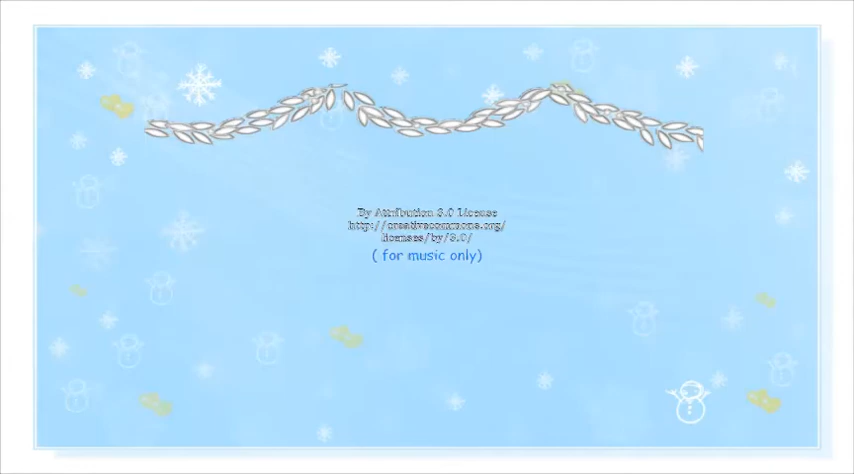 By Attribution 3.0 License
http://creativecommons.org/
licenses/by/3.0/
( for music only)